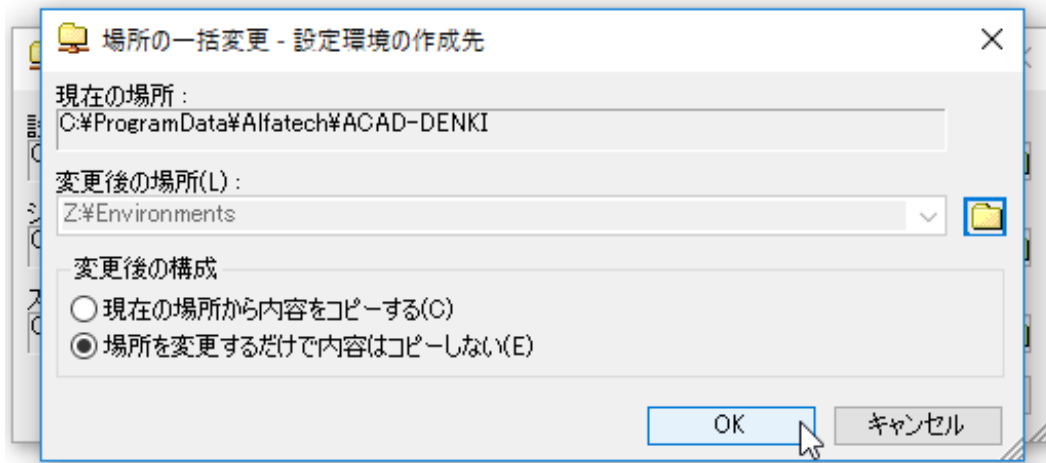 場所の一括変更 - 設定環境の作成先
現在の場所 :
C:¥ProgramData¥Alfatech¥ACAD-DENKI
変更後の場所(L) :
Z:¥Environments
変更後の構成
現在の場所から内容をコピーする(C)
場所を変更するだけで内容はコピーしない(E)
OK
キャンセル